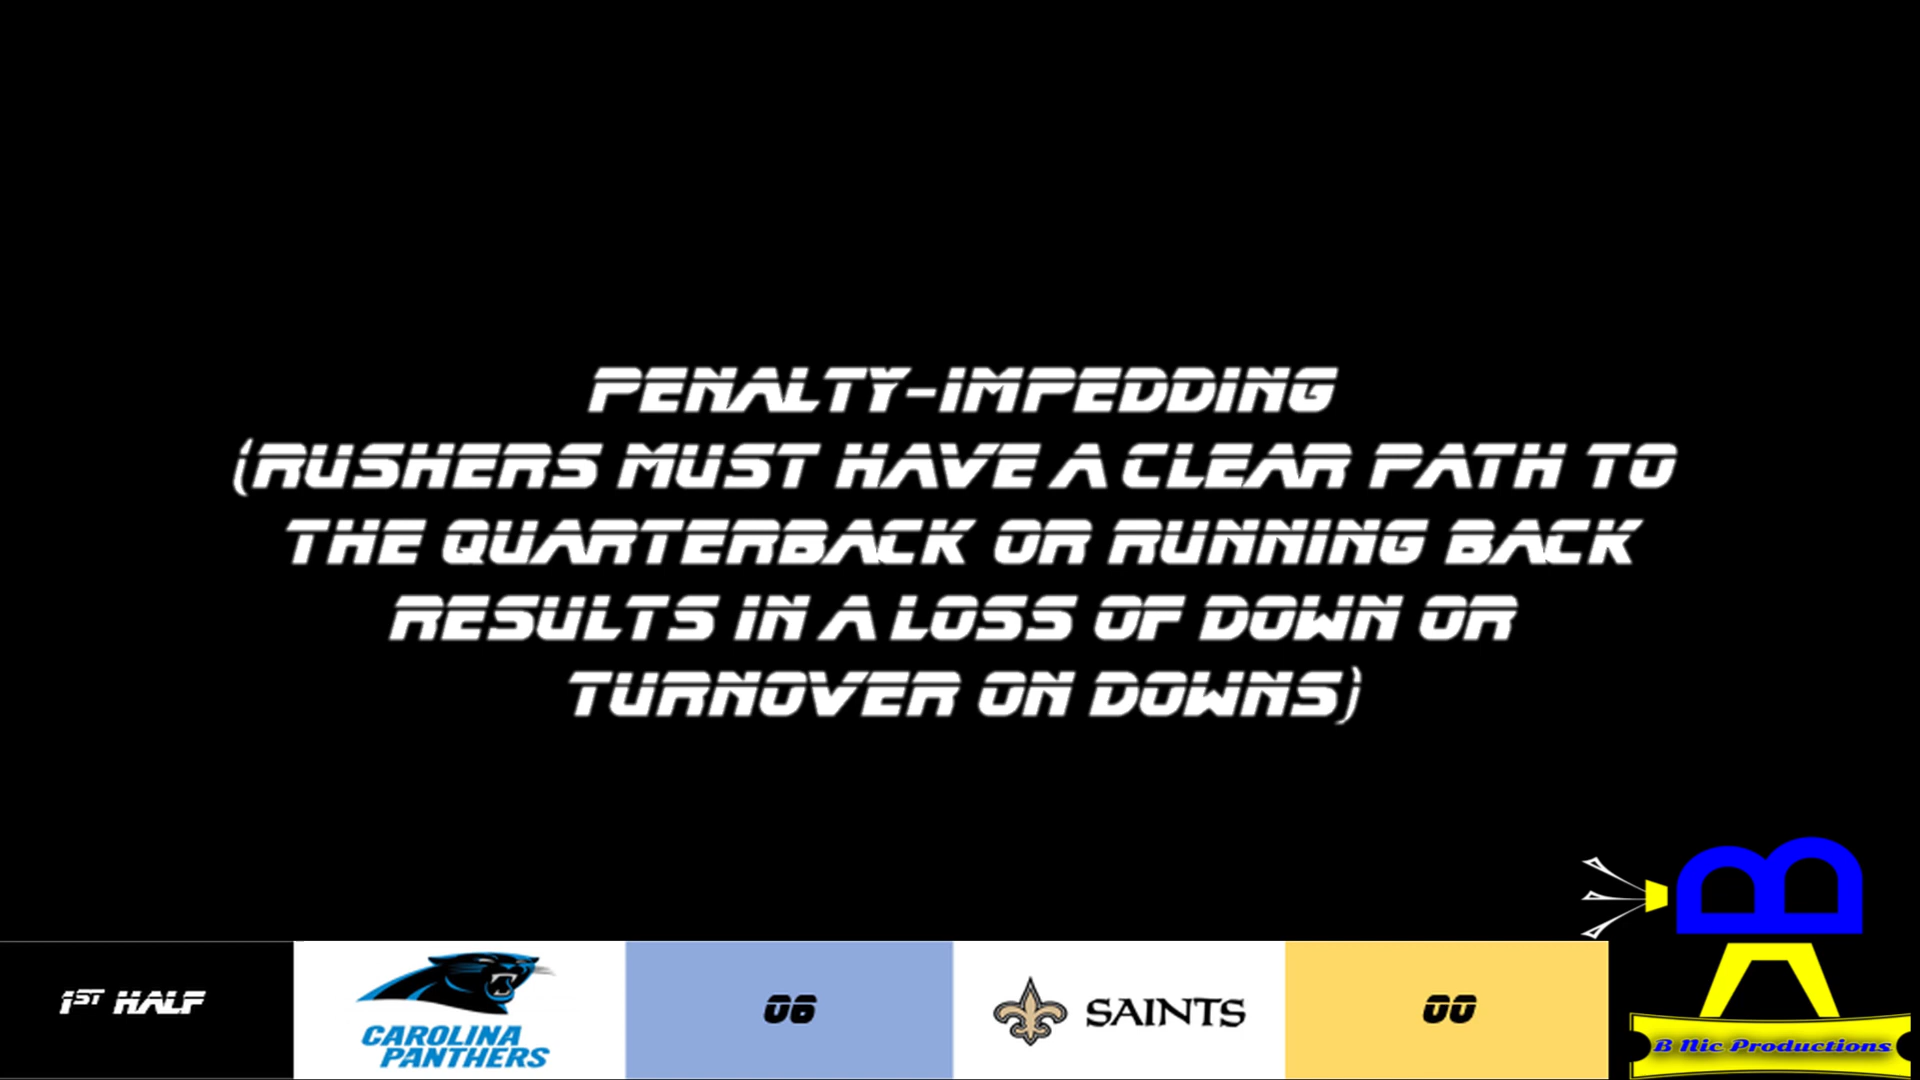 PENALTY-IMPEDDING
(RUSHERS MUST HAVE A CLEAR PATH TO
THE QUARTERBACK OR RUNNING BACK
RESULTS IN A LOSS OF DOWN OR
TURNOVER ON DOWNS)
1ST HALF
CAROLINA
PANTHERS
06
SAINTS
00
B
B Nic Productions